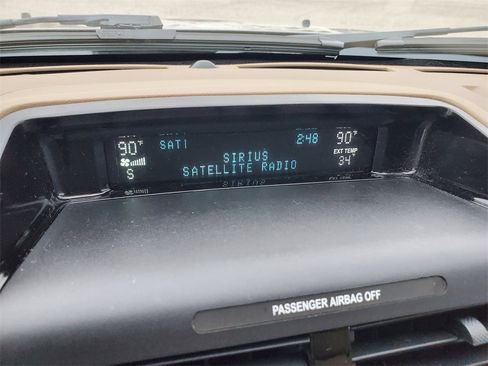 90°F SAT1 2:48 90°F
SIRIUS
EXT TEMP
SATELLITE RADIO
34°
S
PASSENGER AIRBAG OFF